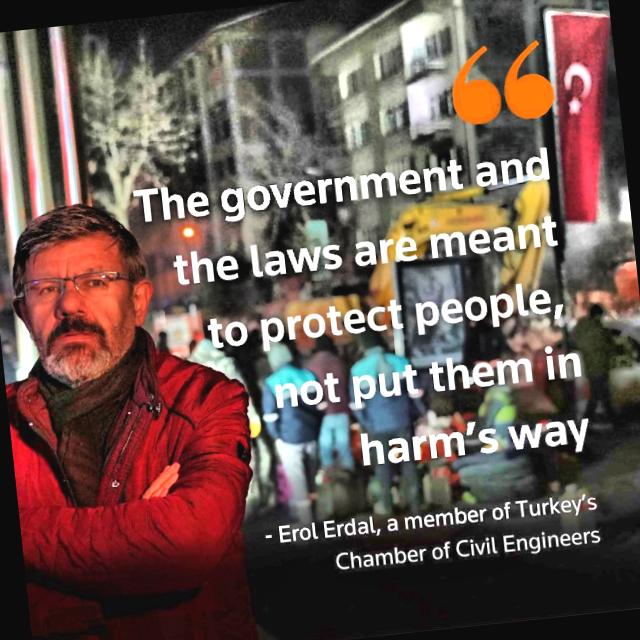 The government and
the laws are meant
to protect people,
not put them in
harm's way
- Erol Erdal, a member of Turkey's
Chamber of Civil Engineers